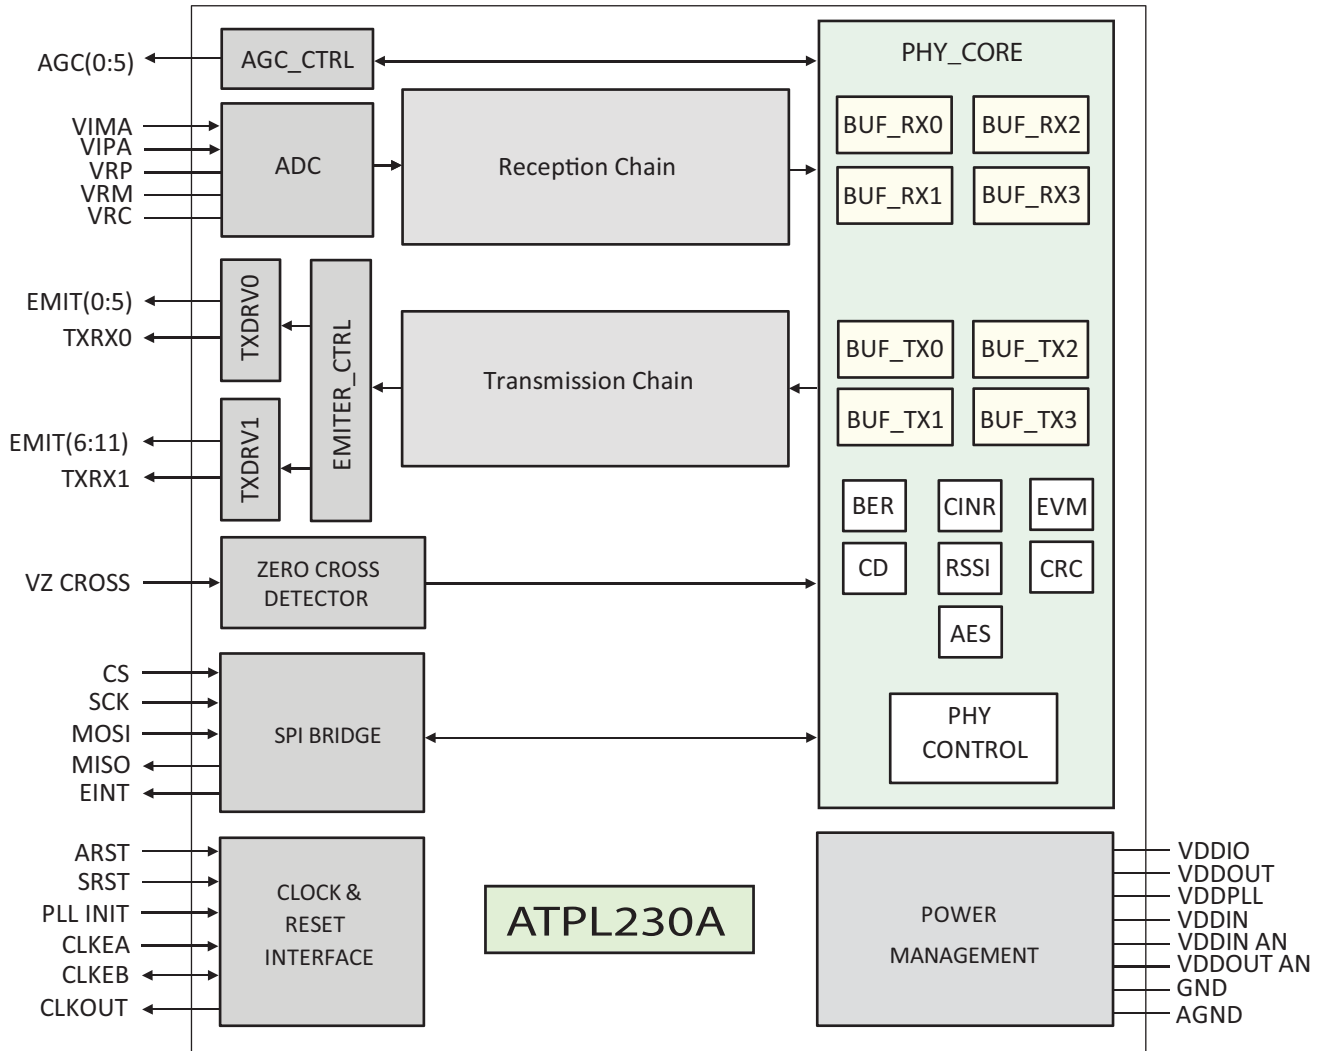 AGC(0:5)
AGC_CTRL
PHY_CORE
VIMA
VIPA
VRP
VRM
VRC
ADC
Reception Chain
BUF_RX0
BUF_RX2
BUF_RX1
BUF_RX3
EMIT(0:5)
TXRX0
TXDRV0
EMITER_CTRL
Transmission Chain
BUF_TX0
BUF_TX2
BUF_TX1
BUF_TX3
EMIT(6:11)
TXRX1
TXDRV1
BER
CINR
EVM
CD
RSSI
CRC
AES
VZ CROSS
ZERO CROSS
DETECTOR
CS
SCK
MOSI
MISO
EINT
SPI BRIDGE
PHY
CONTROL
ARST
SRST
PLL INIT
CLKEA
CLKEB
CLKOUT
CLOCK &
RESET
INTERFACE
ATPL230A
POWER
MANAGEMENT
VDDIO
VDDOUT
VDDPLL
VDDIN
VDDIN AN
VDDOUT AN
GND
AGND